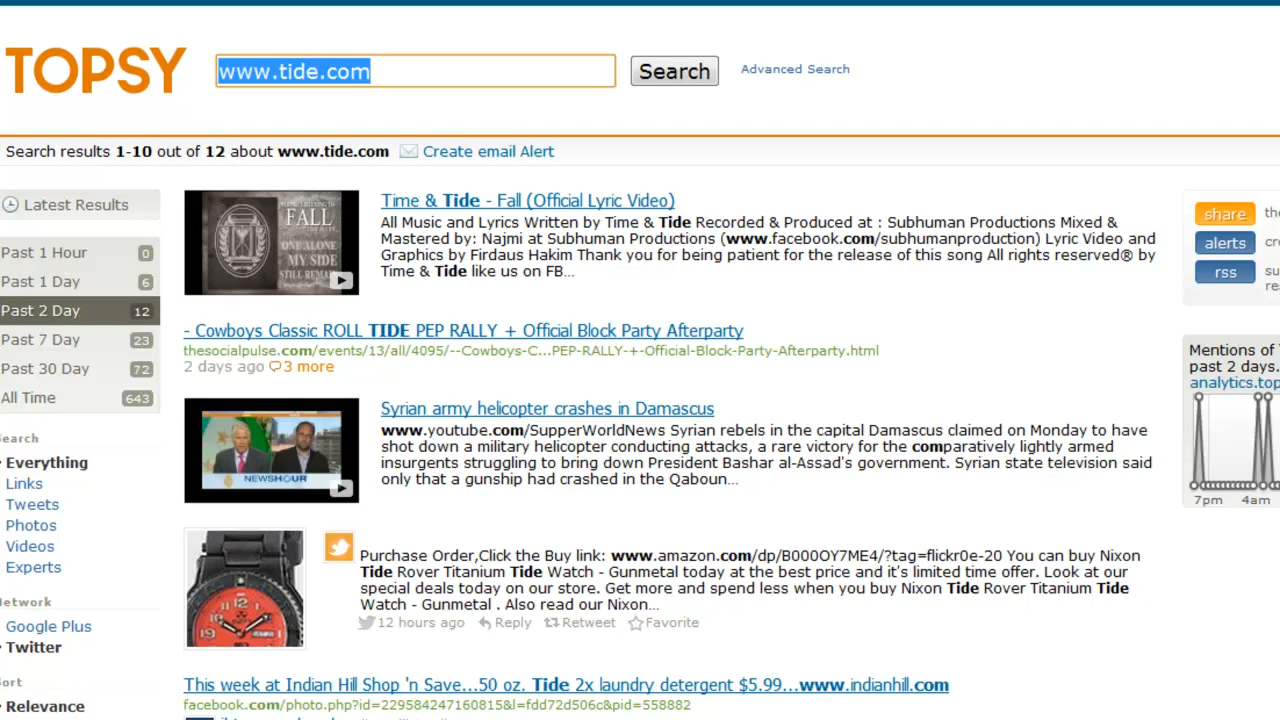 TOPSY
www.tide.com
Search
Advanced Search
Search results 1-10 out of 12 about www.tide.com
Create email Alert
Latest Results
Past 1 Hour 0
Past 1 Day 6
Past 2 Day 12
Past 7 Day 23
Past 30 Day 72
All Time 643
Everything
Links
Tweets
Photos
Videos
Experts
Google Plus
Twitter
Relevance
FALL
ONE ALONE
MY SIDE
Time & Tide - Fall (Official Lyric Video)
All Music and Lyrics Written by Time & Tide Recorded & Produced at : Subhuman Productions Mixed &
Mastered by: Najmi at Subhuman Productions (www.facebook.com/subhumanproduction) Lyric Video and
Graphics by Firdaus Hakim Thank you for being patient for the release of this song All rights reserved® by
Time & Tide like us on FB...
- Cowboys Classic ROLL TIDE PEP RALLY + Official Block Party Afterparty
thesocialpulse.com/events/13/all/4095/--Cowboys-C...PEP-RALLY-+-Official-Block-Party-Afterparty.html
2 days ago 3 more
NEWSHOUR
Syrian army helicopter crashes in Damascus
www.youtube.com/SupperWorldNews Syrian rebels in the capital Damascus claimed on Monday to have
shot down a military helicopter conducting attacks, a rare victory for the comparatively lightly armed
insurgents struggling to bring down President Bashar al-Assad's government. Syrian state television said
only that a gunship had crashed in the Qaboun...
Purchase Order,Click the Buy link: www.amazon.com/dp/B000OY7ME4/?tag=flickr0e-20 You can buy Nixon
Tide Rover Titanium Tide Watch - Gunmetal today at the best price and it's limited time offer. Look at our
special deals today on our store. Get more and spend less when you buy Nixon Tide Rover Titanium Tide
Watch - Gunmetal . Also read our Nixon...
12 hours ago Reply Retweet Favorite
This week at Indian Hill Shop 'n Save...50 oz. Tide 2x laundry detergent $5.99...www.indianhill.com
facebook.com/photo.php?id=229584247160815&l=fdd72d506c&pid=558882
share
alerts
rss
Mentions of
past 2 days.
analytics.top
7pm 4am